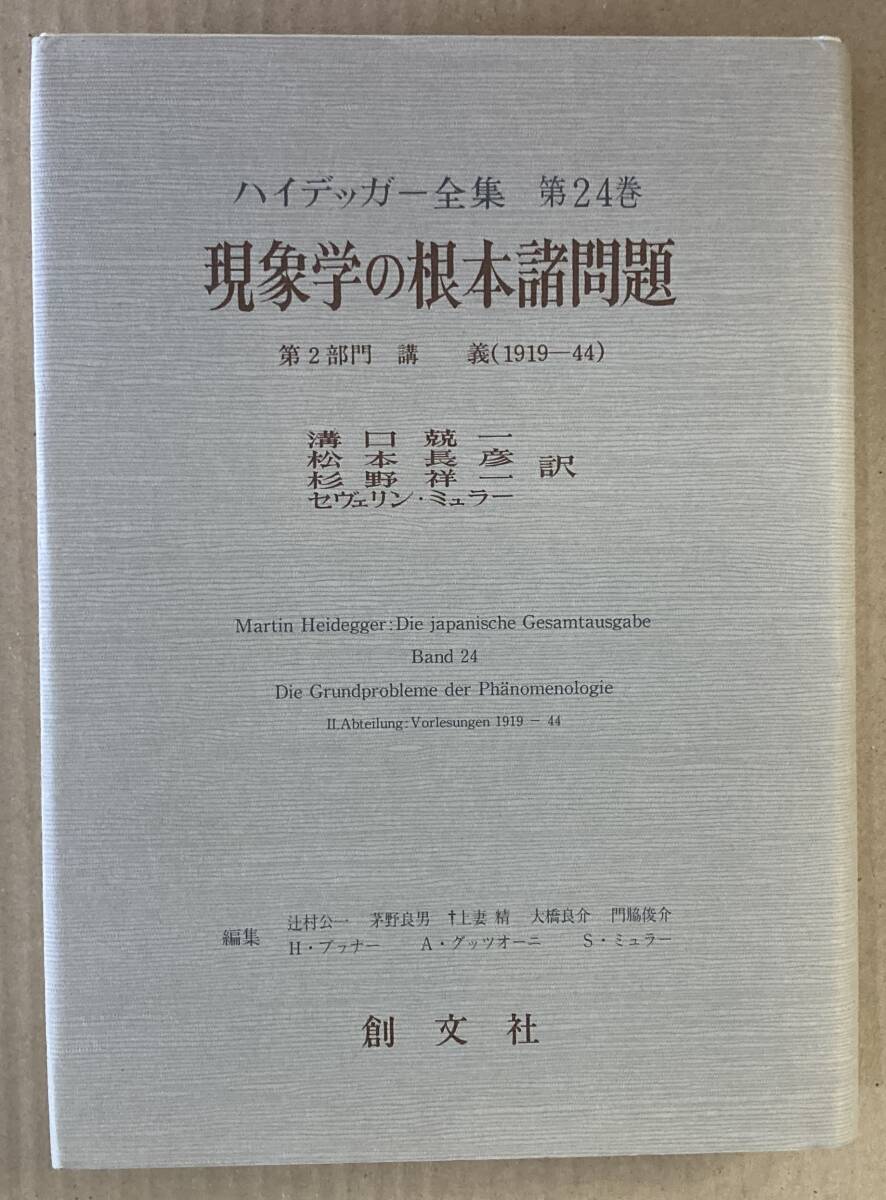 ハイデッガー全集 第24巻
現象学の根本諸問題
第2部門 講 義(1919—44)
溝口兢一
松本長彦
杉野祥一
セヴェリン・ミュラー
訳
Martin Heidegger:Die japanische Gesamtausgabe
Band 24
Die Grundprobleme der Phänomenologie
II.Abteilung:Vorlesungen 1919 − 44
編集
辻村公一 茅野良男 †上妻 精 大橋良介 門脇俊介
H・ブァナー A・グッツオーニ S・ミュラー
創文社